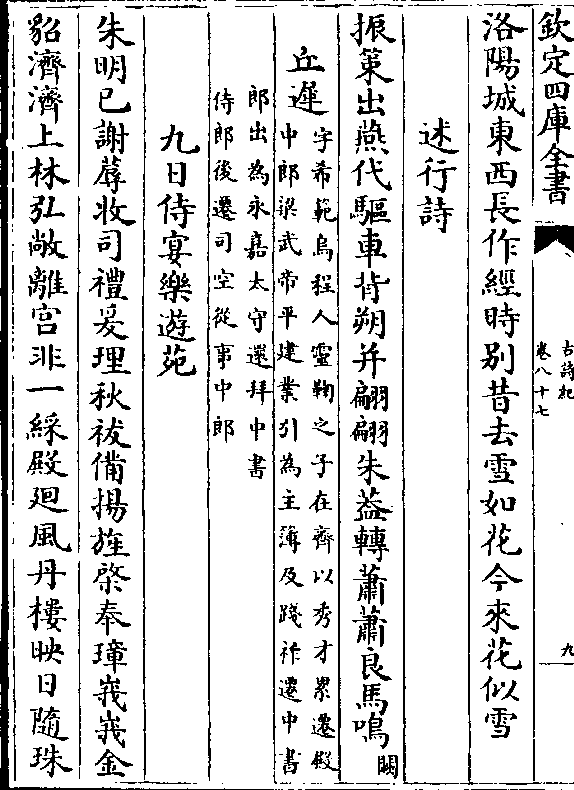 欽定四庫全書
古詩紀
卷八十七
九
洛陽城東西長作經時别昔去雪如花今來花似雪
述行詩
振策出燕代驅車背朔并翩翩朱葢轉蕭蕭良馬鳴闕
丘遲字希範烏程人靈鞠之子在齊以秀才累遷殿
中郎梁武帝平建業引為主簿及踐祚遷中書
郎出為永嘉太守還拜中書
侍郎後遷司空從事中郎
九日侍宴樂遊苑
朱明已謝蓐收司禮爰理秋祓備揚旌棨奉璋峩峩金
貂濟濟上林弘敞離宫非一綵殿廻風丹樓映日隨珠